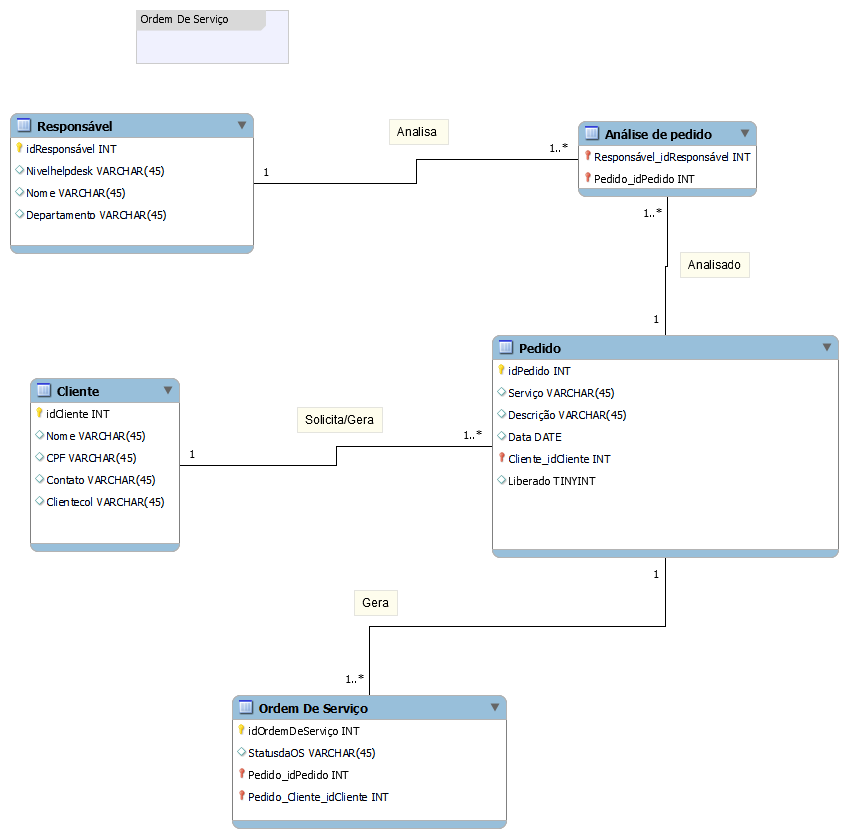 Ordem De Serviço
Responsável
idResponsável INT
Nivelhelpdesk VARCHAR(45)
Nome VARCHAR(45)
Departamento VARCHAR(45)
1
Analisa
1..*
Análise de pedido
Responsável_idResponsável INT
Pedido_idPedido INT
1..*
Analisado
1
Pedido
idPedido INT
Serviço VARCHAR(45)
Descrição VARCHAR(45)
Data DATE
Cliente_idCliente INT
Liberado TINYINT
Cliente
idCliente INT
Nome VARCHAR(45)
CPF VARCHAR(45)
Contato VARCHAR(45)
Clientecol VARCHAR(45)
1
Solicita/Gera
1..*
1
Gera
1..*
Ordem De Serviço
idOrdemDeServiço INT
StatusdaOS VARCHAR(45)
Pedido_idPedido INT
Pedido_Cliente_idCliente INT